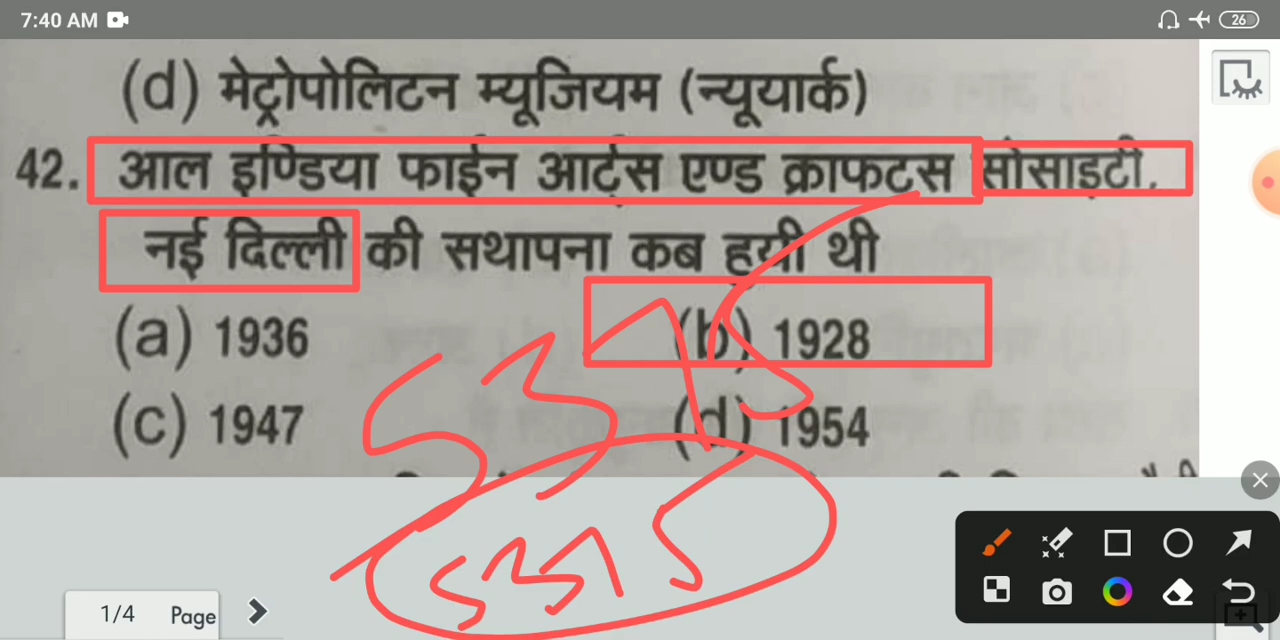 7:40 AM 26
(d) मेट्रोपोलिटन म्यूजियम (न्यूयार्क)
42. आल इण्डिया फाईन आर्ट्स एण्ड क्राफटस सोसाइटी,
नई दिल्ली की सथापना कब हुयी थी
(a) 1936 (b) 1928
(c) 1947 (d) 1954
1/4 Page